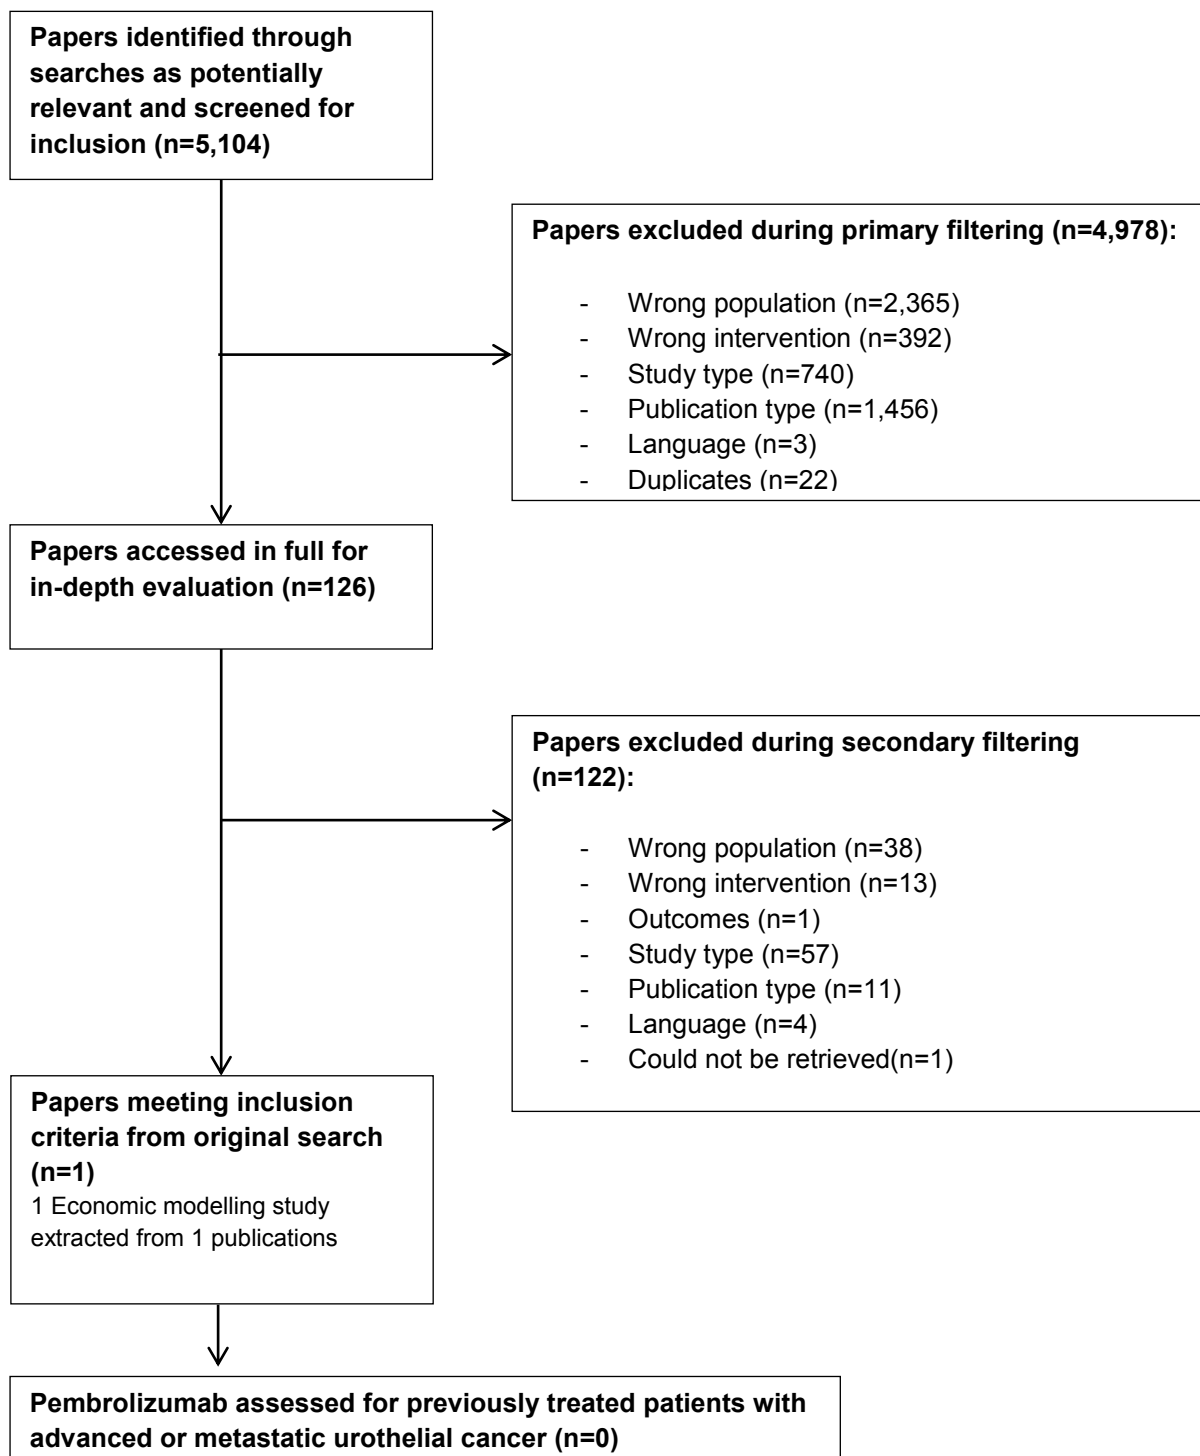 Papers identified through
searches as potentially
relevant and screened for
inclusion (n=5,104)
Papers excluded during primary filtering (n=4,978):
- Wrong population (n=2,365)
- Wrong intervention (n=392)
- Study type (n=740)
- Publication type (n=1,456)
- Language (n=3)
- Duplicates (n=22)
Papers accessed in full for
in-depth evaluation (n=126)
Papers excluded during secondary filtering
(n=122):
- Wrong population (n=38)
- Wrong intervention (n=13)
- Outcomes (n=1)
- Study type (n=57)
- Publication type (n=11)
- Language (n=4)
- Could not be retrieved(n=1)
Papers meeting inclusion
criteria from original search
(n=1)
1 Economic modelling study
extracted from 1 publications
Pembrolizumab assessed for previously treated patients with
advanced or metastatic urothelial cancer (n=0)